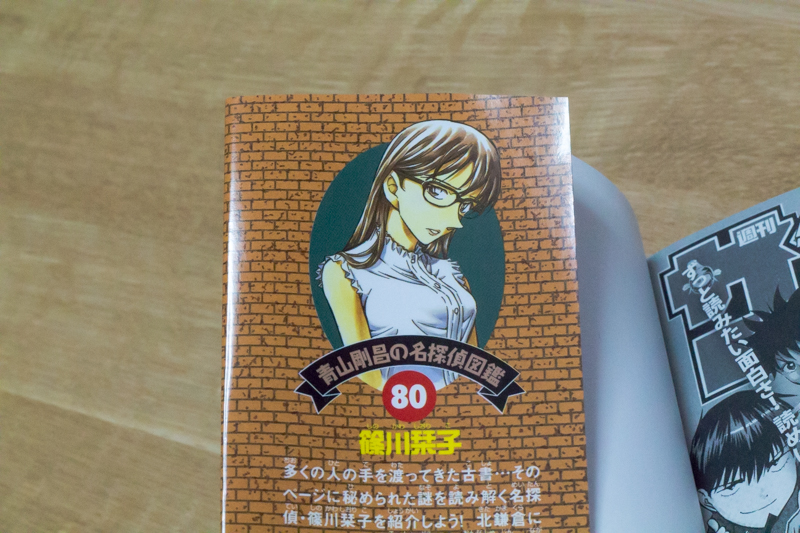 青山剛昌の名探偵図鑑
80
篠川栞子
多くの人の手を渡ってきた古書…その
ページに秘められた謎を読み解く名探
偵・篠川栞子を紹介しよう! 北鎌倉に
週刊
ずっと読みたい面白さ、読め